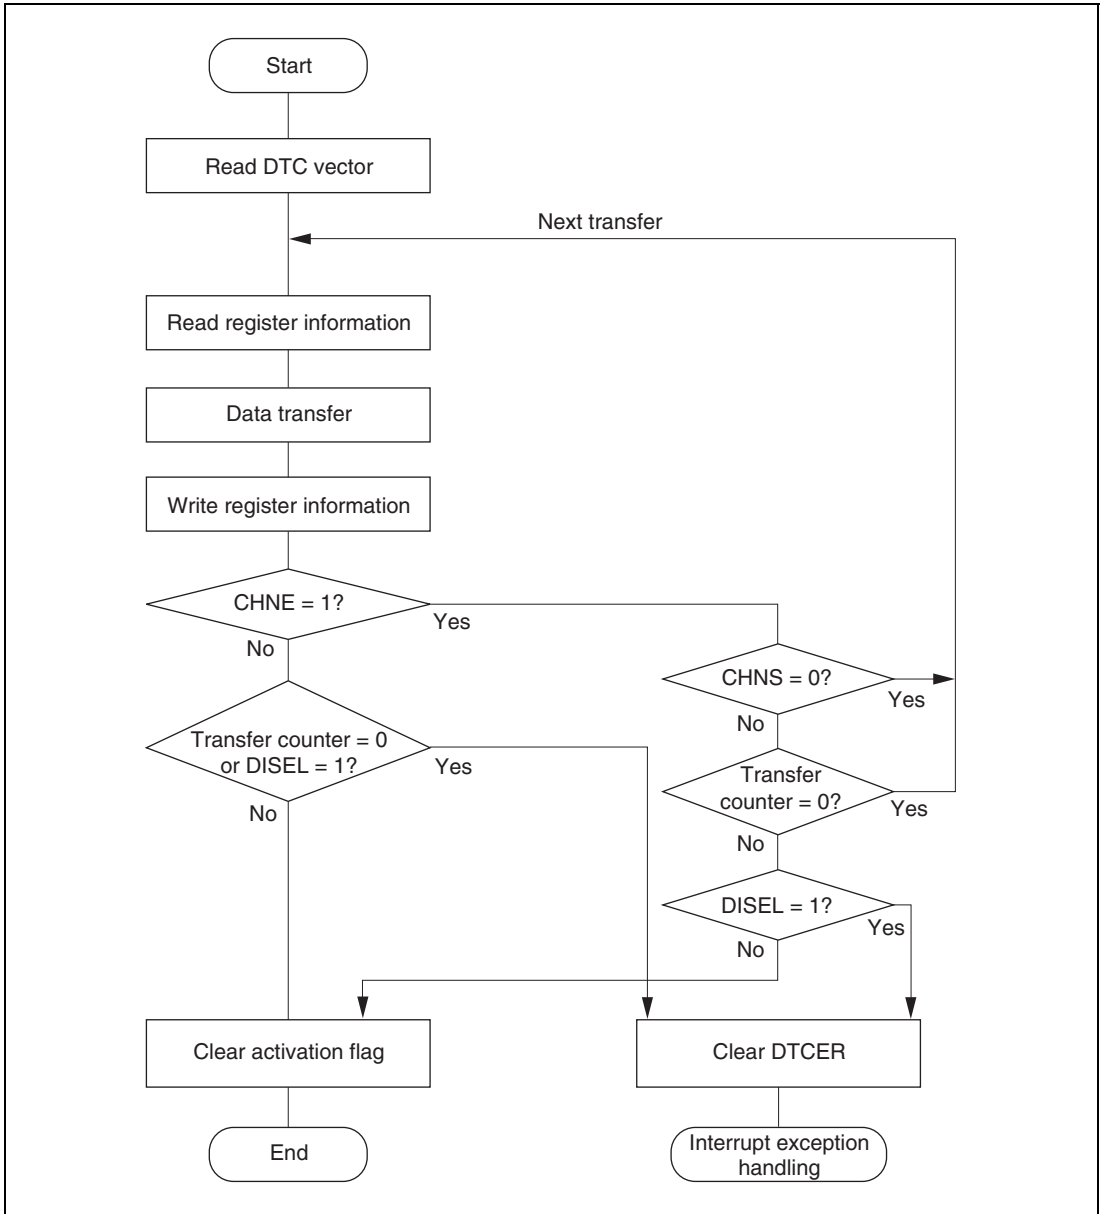 Start
Read DTC vector
Next transfer
Read register information
Data transfer
Write register information
CHNE = 1?
Yes
No
CHNS = 0?
Yes
No
Transfer counter = 0
or DISEL = 1?
Yes
No
Transfer
counter = 0?
Yes
No
DISEL = 1?
Yes
No
Clear activation flag
Clear DTCER
End
Interrupt exception
handling